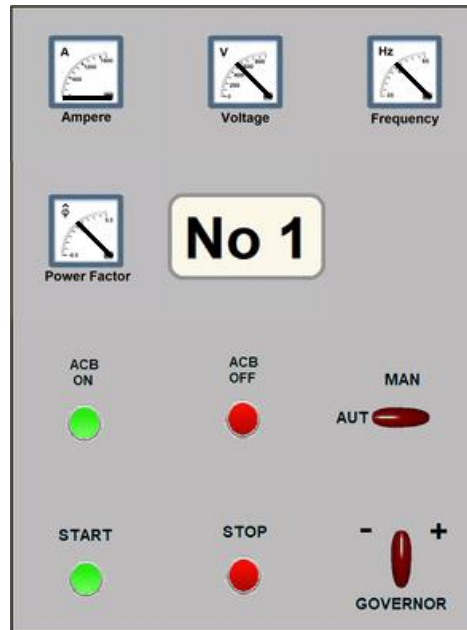 A
V
Hz
Ampere
Voltage
Frequency
Power Factor
No 1
ACB
ON
ACB
OFF
MAN
AUT
START
STOP
- +
GOVERNOR